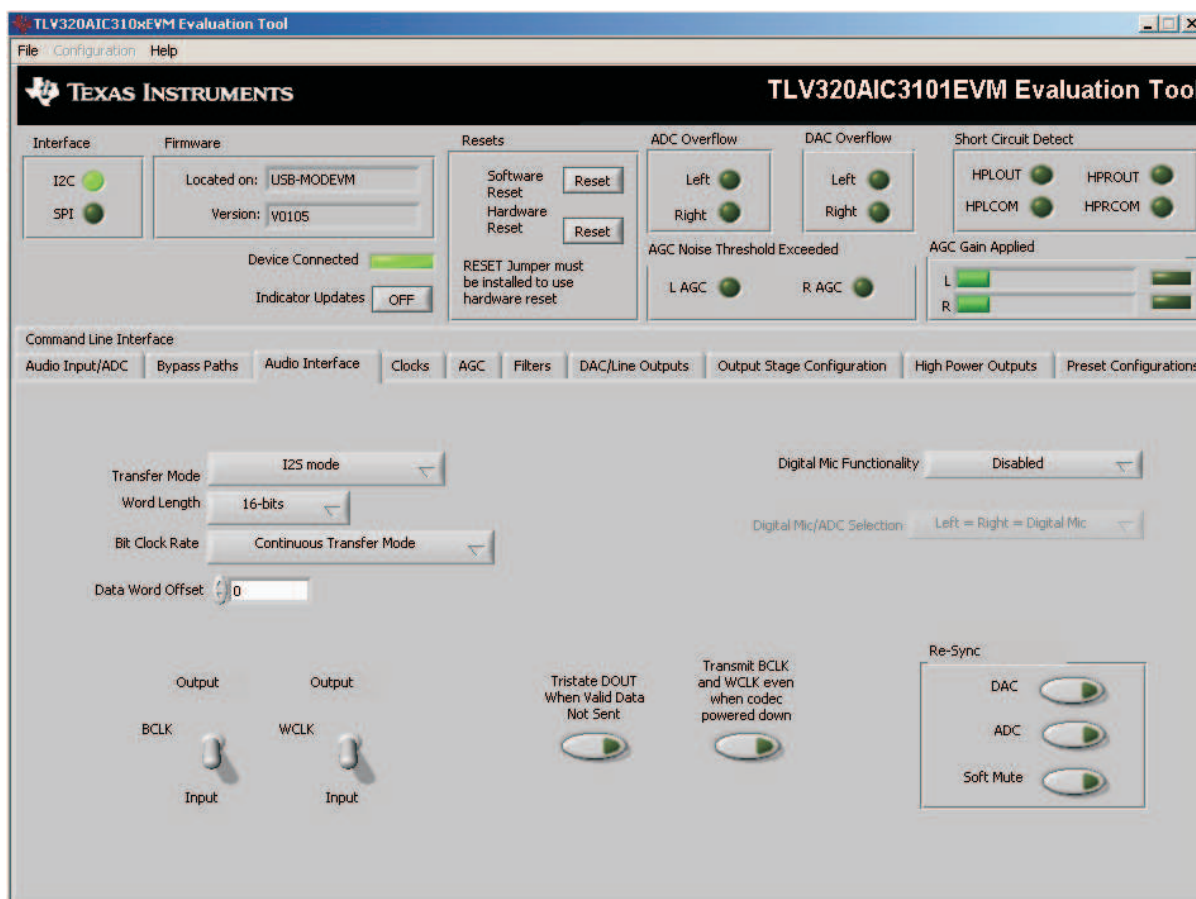 TLV320AIC310xEVM Evaluation Tool
File Configuration Help
TEXAS INSTRUMENTS
TLV320AIC3101EVM Evaluation Tool
Interface
I2C
SPI
Firmware
Located on: USB-MODEVM
Version: V0105
Device Connected
Indicator Updates OFF
Resets
Software Reset Reset
Hardware Reset Reset
RESET Jumper must
be installed to use
hardware reset
ADC Overflow
Left
Right
DAC Overflow
Left
Right
Short Circuit Detect
HPLOUT HPROUT
HPLCOM HPRCOM
AGC Noise Threshold Exceeded
L AGC R AGC
AGC Gain Applied
L
R
Command Line Interface
Audio Input/ADC Bypass Paths Audio Interface Clocks AGC Filters DAC/Line Outputs Output Stage Configuration High Power Outputs Preset Configurations
Transfer Mode I2S mode
Word Length 16-bits
Bit Clock Rate Continuous Transfer Mode
Data Word Offset 0
Digital Mic Functionality Disabled
Digital Mic/ADC Selection Left = Right = Digital Mic
Output Output
BCLK WCLK
Input Input
Tristate DOUT
When Valid Data
Not Sent
Transmit BCLK
and WCLK even
when codec
powered down
Re-Sync
DAC
ADC
Soft Mute